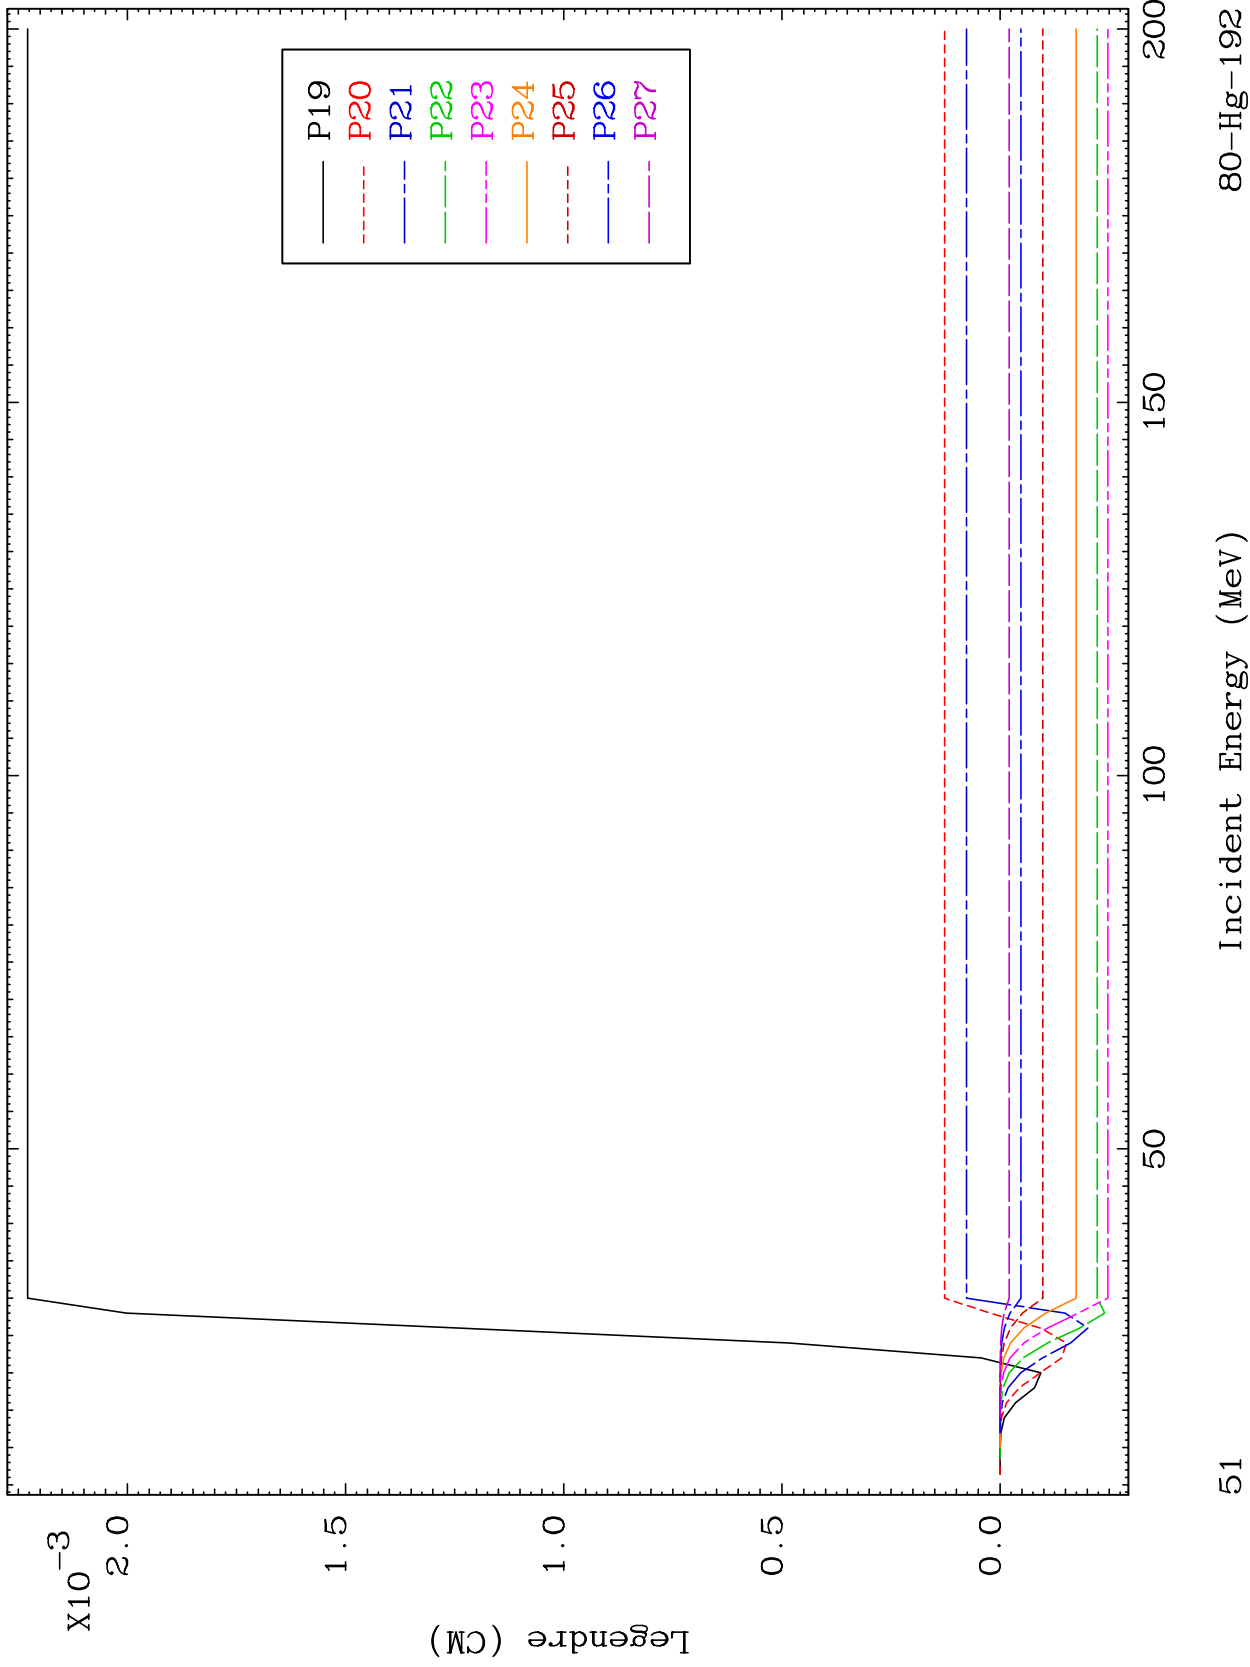 X10⁻³
2.0
1.5
1.0
0.5
0.0
Legendre (CM)
P19
P20
P21
P22
P23
P24
P25
P26
P27
50
100
150
200
Incident Energy (MeV)
51
80-Hg-192